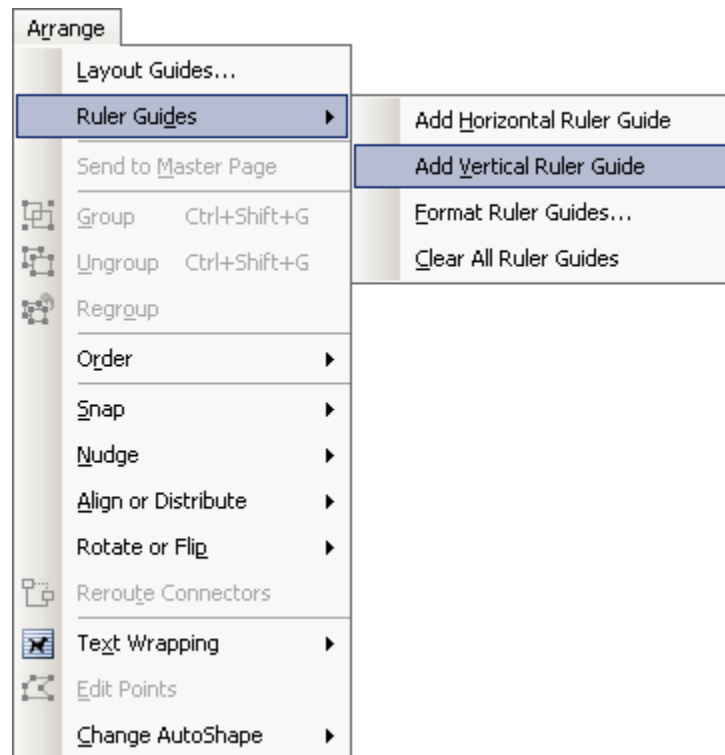 Arrange
Layout Guides...
Ruler Guides
Add Horizontal Ruler Guide
Add Vertical Ruler Guide
Format Ruler Guides...
Clear All Ruler Guides
Send to Master Page
Group Ctrl+Shift+G
Ungroup Ctrl+Shift+G
Regroup
Order
Snap
Nudge
Align or Distribute
Rotate or Flip
Reroute Connectors
Text Wrapping
Edit Points
Change AutoShape